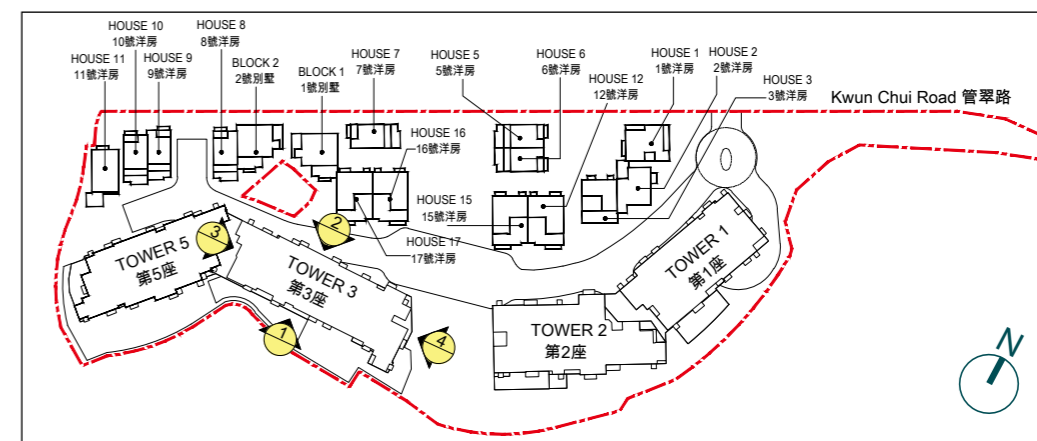 HOUSE 10
10號洋房
HOUSE 8
8號洋房
HOUSE 11
11號洋房
HOUSE 9
9號洋房
BLOCK 2
2號別墅
BLOCK 1
1號別墅
HOUSE 7
7號洋房
HOUSE 5
5號洋房
HOUSE 6
6號洋房
HOUSE 12
12號洋房
HOUSE 1
1號洋房
HOUSE 2
2號洋房
HOUSE 3
3號洋房
Kwun Chui Road 管翠路
HOUSE 16
16號洋房
HOUSE 15
15號洋房
HOUSE 17
17號洋房
TOWER 5
第5座
3
2
TOWER 3
第3座
1
4
TOWER 2
第2座
TOWER 1
第1座
N